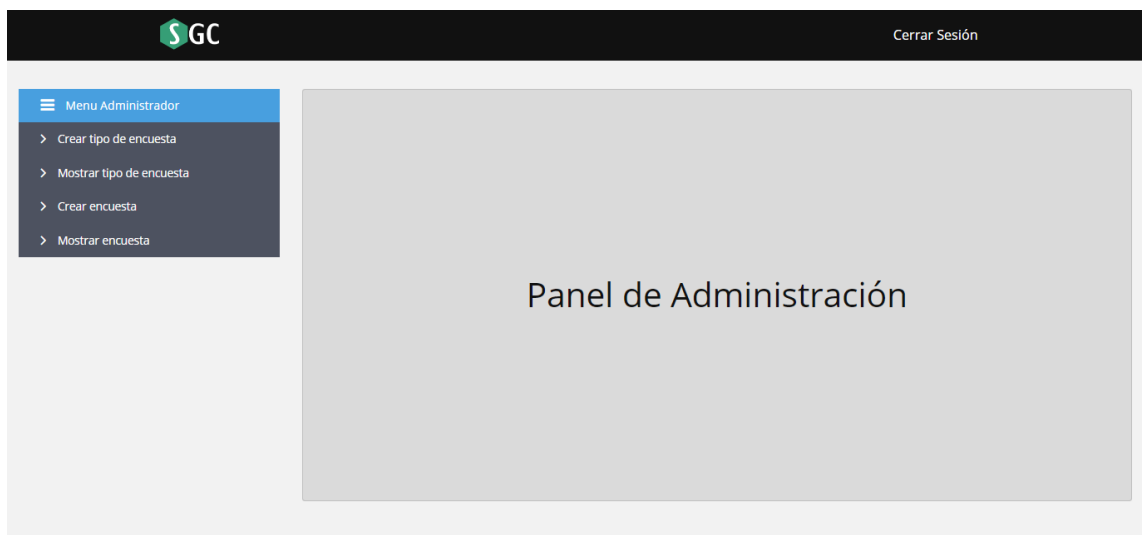 SGC
Cerrar Sesión
Menu Administrador
Crear tipo de encuesta
Mostrar tipo de encuesta
Crear encuesta
Mostrar encuesta
Panel de Administración